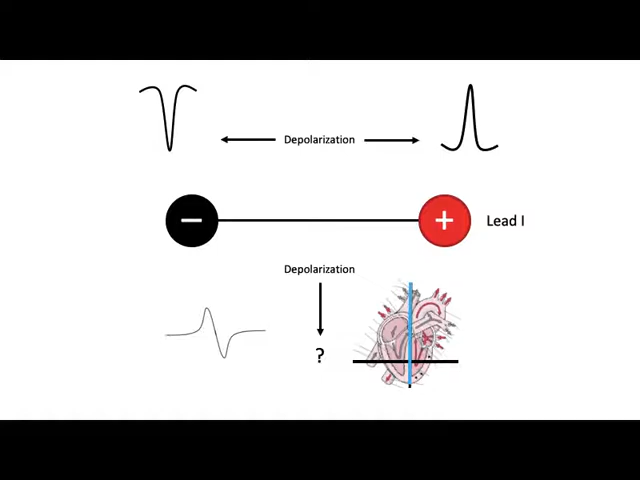 Depolarization
− + Lead I
Depolarization
?